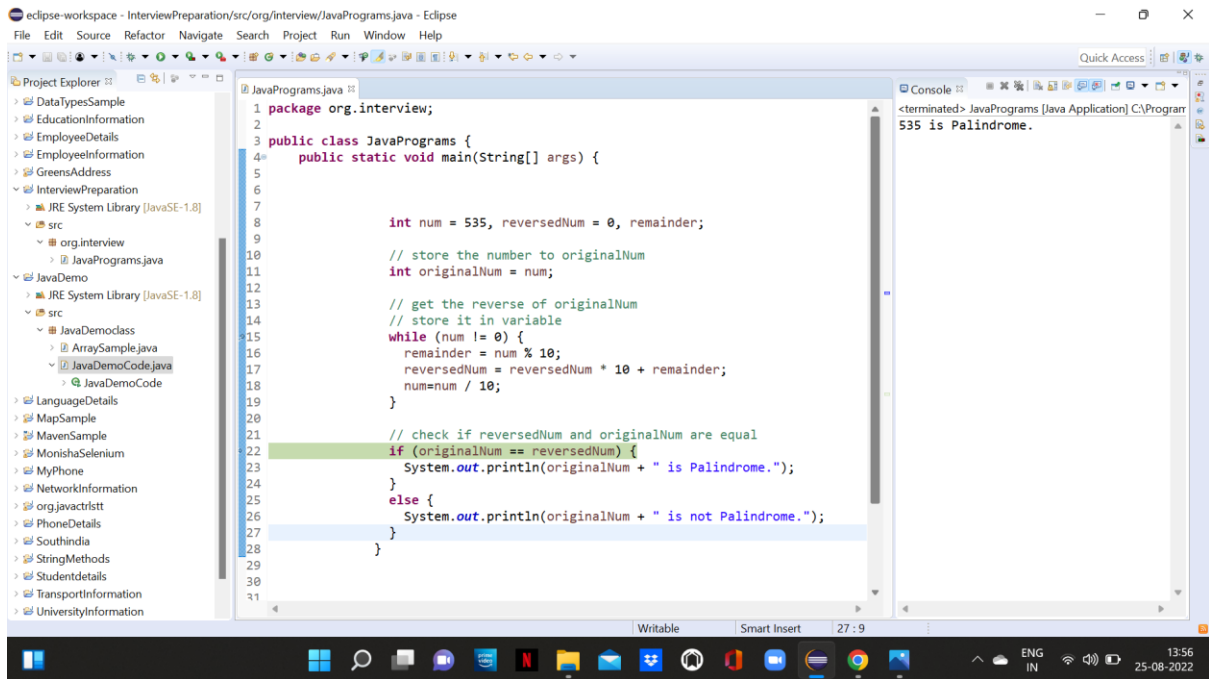 eclipse-workspace - InterviewPreparation/src/org/interview/JavaPrograms.java - Eclipse
File Edit Source Refactor Navigate Search Project Run Window Help
Quick Access
Project Explorer
DataTypesSample
EducationInformation
EmployeeDetails
EmployeeInformation
GreensAddress
InterviewPreparation
JRE System Library [JavaSE-1.8]
src
org.interview
JavaPrograms.java
JavaDemo
JRE System Library [JavaSE-1.8]
src
JavaDemoclass
ArraySample.java
JavaDemoCode.java
JavaDemoCode
LanguageDetails
MapSample
MavenSample
MonishaSelenium
MyPhone
NetworkInformation
org.javactrlstt
PhoneDetails
Southindia
StringMethods
Studentdetails
TransportInformation
UniversityInformation
JavaPrograms.java
1 package org.interview;
2
3 public class JavaPrograms {
4 public static void main(String[] args) {
5
6
7
8 int num = 535, reversedNum = 0, remainder;
9
10 // store the number to originalNum
11 int originalNum = num;
12
13 // get the reverse of originalNum
14 // store it in variable
15 while (num != 0) {
16 remainder = num % 10;
17 reversedNum = reversedNum * 10 + remainder;
18 num=num / 10;
19 }
20
21 // check if reversedNum and originalNum are equal
22 if (originalNum == reversedNum) {
23 System.out.println(originalNum + " is Palindrome.");
24 }
25 else {
26 System.out.println(originalNum + " is not Palindrome.");
27 }
28 }
29
30
31
Console
<terminated> JavaPrograms [Java Application] C:\Program
535 is Palindrome.
Writable Smart Insert 27 : 9
prime video
N
ENG
IN
13:56
25-08-2022